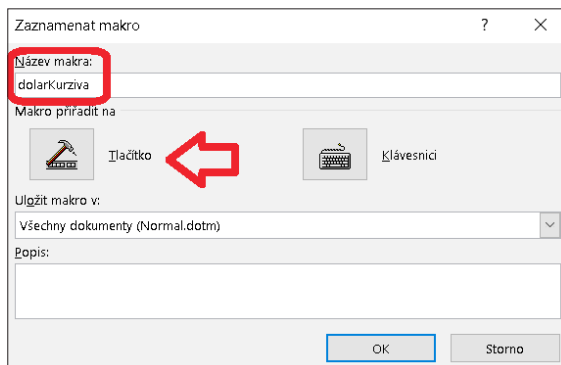 Zaznamenat makro
Název makra:
dolarKurziva
Makro přiřadit na
Tlačítko
Klávesnici
Uložit makro v:
Všechny dokumenty (Normal.dotm)
Popis:
OK
Storno